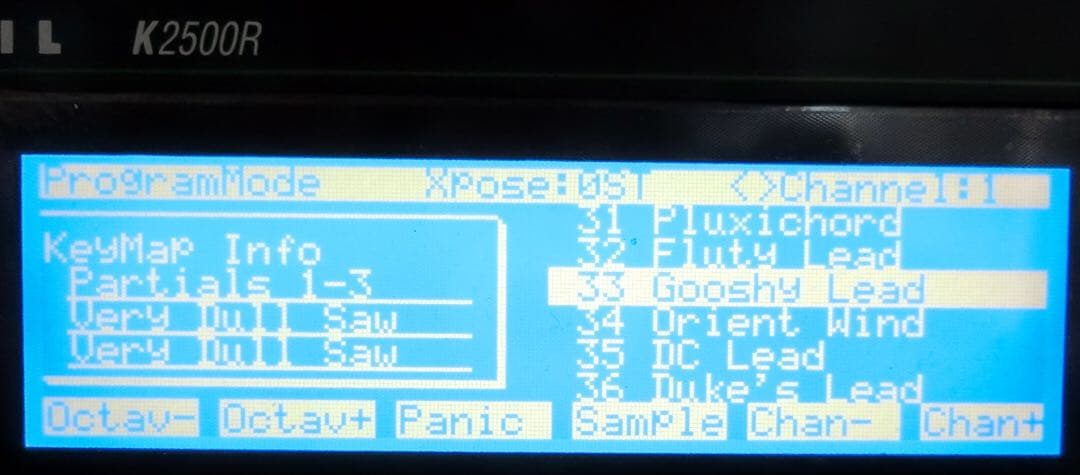 IL K2500R
ProgramMode Xpose:0ST <>Channel:1
KeyMap Info
Partials 1-3
Very Dull Saw
Very Dull Saw
31 Pluxichord
32 Fluty Lead
33 Gooshy Lead
34 Orient Wind
35 DC Lead
36 Duke's Lead
Octav- Octav+ Panic Sample Chan- Chan+